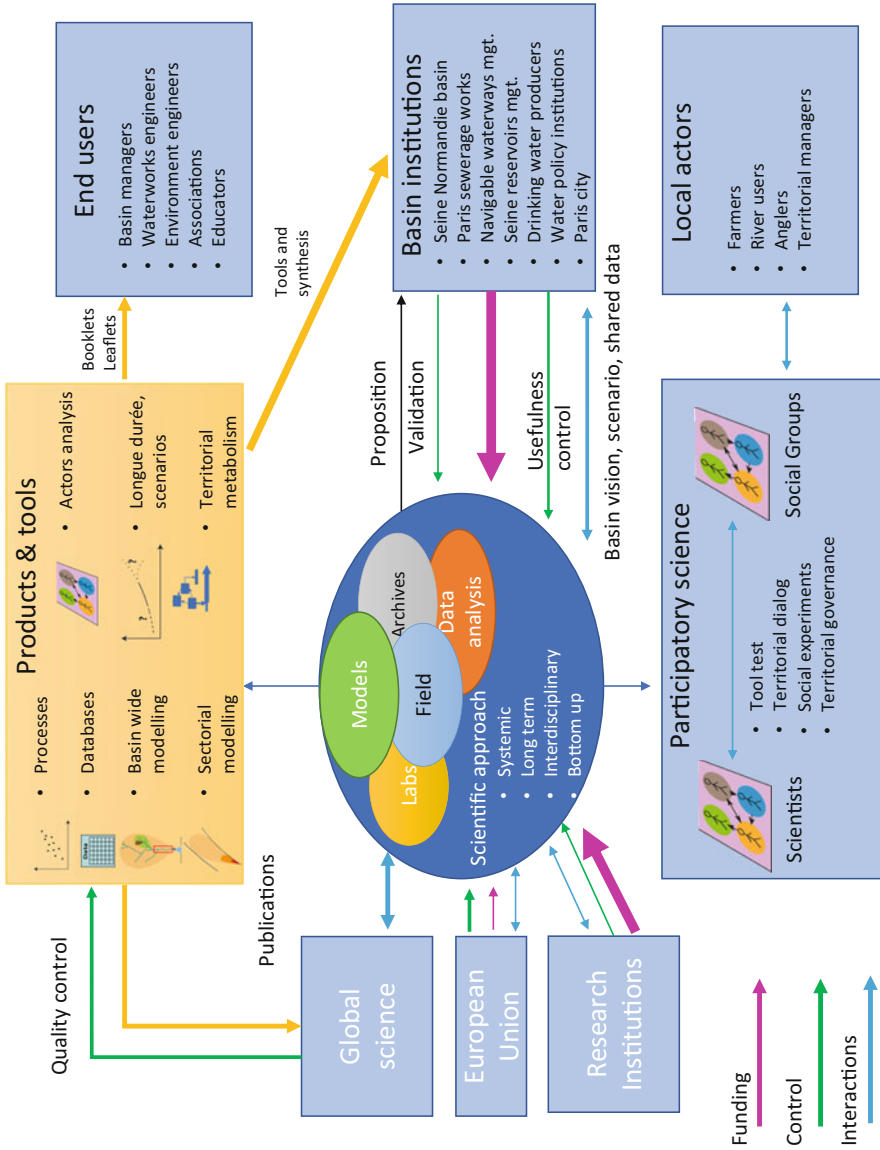 Quality control
Publications
Products & tools
• Processes
• Databases
• Basin wide
modelling
• Sectorial
modelling
Data
• Actors analysis
• Longue durée,
scenarios
• Territorial
metabolism
?
?
Booklets
Leaflets
End users
• Basin managers
• Waterworks engineers
• Environment engineers
• Associations
• Educators
Tools and
synthesis
Global
science
European
Union
Research
Institutions
Models
Labs
Field
Archives
Data
analysis
Scientific approach
• Systemic
• Long term
• Interdisciplinary
• Bottom up
Proposition
Validation
Usefulness
control
Basin vision, scenario, shared data
Basin institutions
• Seine Normandie basin
• Paris sewerage works
• Navigable waterways mgt.
• Seine reservoirs mgt.
• Drinking water producers
• Water policy institutions
• Paris city
Participatory science
Scientists
• Tool test
• Territorial dialog
• Social experiments
• Territorial governance
Social Groups
Local actors
• Farmers
• River users
• Anglers
• Territorial managers
Funding
Control
Interactions